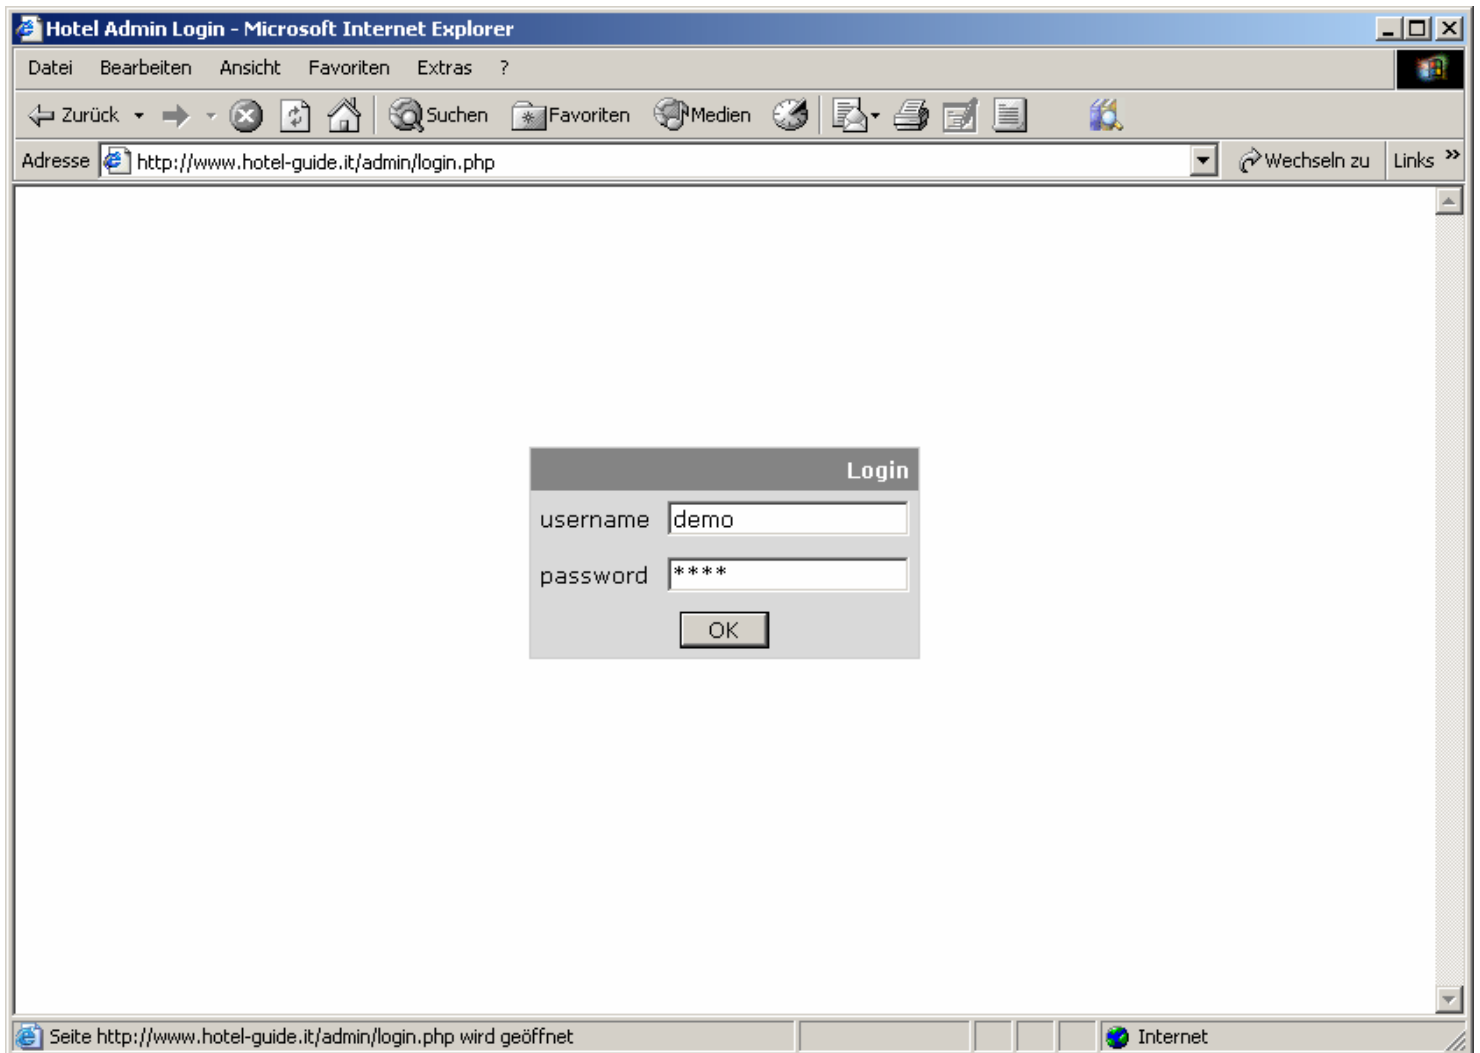 Hotel Admin Login - Microsoft Internet Explorer
Datei Bearbeiten Ansicht Favoriten Extras ?
Zurück Suchen Favoriten Medien
Adresse http://www.hotel-guide.it/admin/login.php Wechseln zu Links »
Login
username demo
password ****
OK
Seite http://www.hotel-guide.it/admin/login.php wird geöffnet Internet